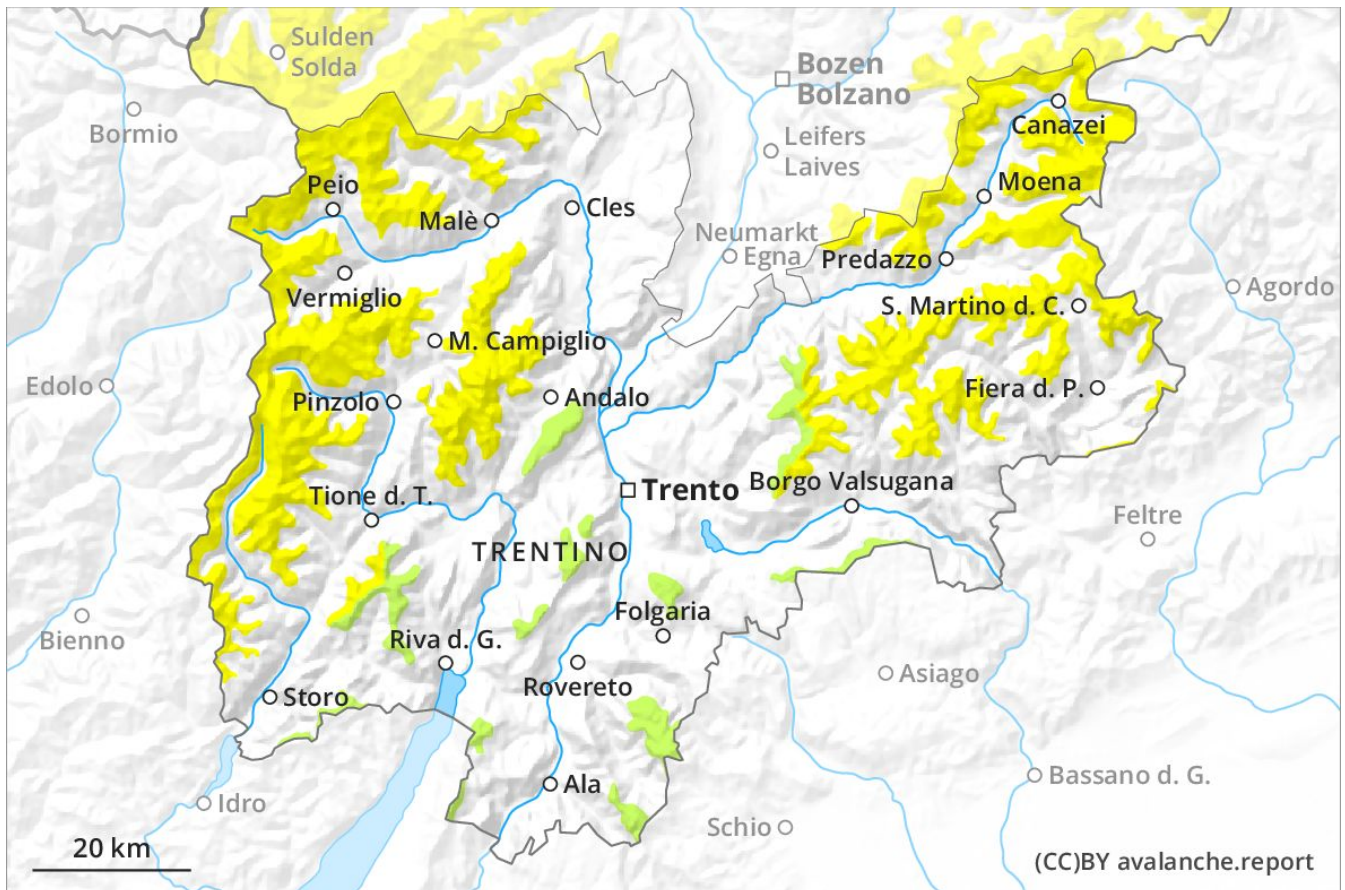 Sulden
Solda
Bozen
Bolzano
Bormio
Canazei
Leifers
Laives
Peio
Moena
Malè
Cles
Neumarkt
Egna
Predazzo
Vermiglio
Agordo
S. Martino d. C.
M. Campiglio
Edolo
Pinzolo
Andalo
Fiera d. P.
Trento
Borgo Valsugana
Tione d. T.
Feltre
TRENTINO
Folgaria
Bienno
Riva d. G.
Asiago
Rovereto
Storo
Bassano d. G.
Ala
Idro
Schio
20 km
(CC)BY avalanche.report